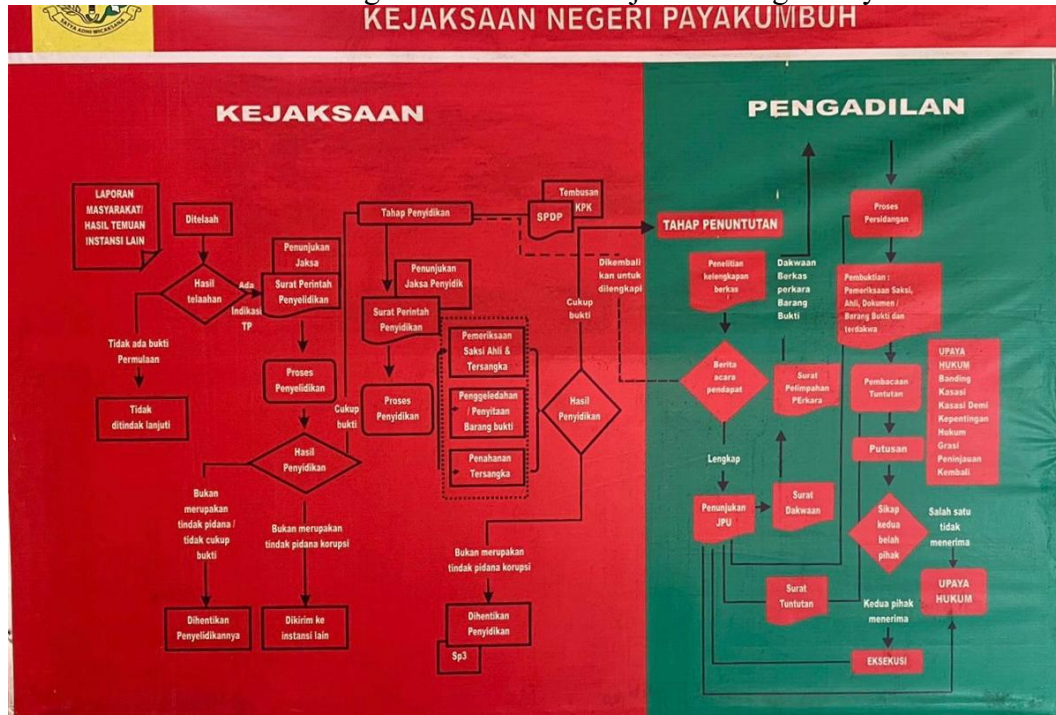 SATYA ADHI WICAKSANA
KEJAKSAAN NEGERI PAYAKUMBUH
KEJAKSAAN
LAPORAN
MASYARAKAT/
HASIL TEMUAN
INSTANSI LAIN
Ditelaah
Hasil
telaahan
Ada
Indikasi
TP
Tidak ada bukti
Permulaan
Tidak
ditindak lanjuti
Penunjukan
Jaksa
Surat Perintah
Penyelidikan
Proses
Penyelidikan
Hasil
Penyidikan
Cukup
bukti
Bukan
merupakan
tindak pidana /
tidak cukup
bukti
Dihentikan
Penyelidikannya
Bukan merupakan
tindak pidana korupsi
Dikirim ke
instansi lain
Tahap Penyidikan
Penunjukan
Jaksa Penyidik
Surat Perintah
Penyidikan
Proses
Penyidikan
Tembusan
KPK
SPDP
Pemeriksaan
Saksi Ahli &
Tersangka
Penggeledahan
/ Penyitaan
Barang bukti
Penahanan
Tersangka
Hasil
Penyidikan
Cukup
bukti
Bukan merupakan
tindak pidana korupsi
Dihentikan
Penyidikan
Sp3
Dikembali
kan untuk
dilengkapi
PENGADILAN
TAHAP PENUNTUTAN
Penelitian
kelengkapan
berkas
Berita
acara
pendapat
Lengkap
Penunjukan
JPU
Surat
Dakwaan
Surat
Pelimpahan
PErkara
Dakwaan
Berkas
perkara
Barang
Bukti
Proses
Persidangan
Pembuktian :
Pemeriksaan Saksi,
Ahli, Dokumen /
Barang Bukti dan
terdakwa
Pembacaan
Tuntutan
Putusan
Sikap
kedua
belah
pihak
Surat
Tuntutan
Kedua pihak
menerima
EKSEKUSI
Salah satu
tidak
menerima
UPAYA
HUKUM
UPAYA
HUKUM
Banding
Kasasi
Kasasi Demi
Kepentingan
Hukum
Grasi
Peninjauan
Kembali